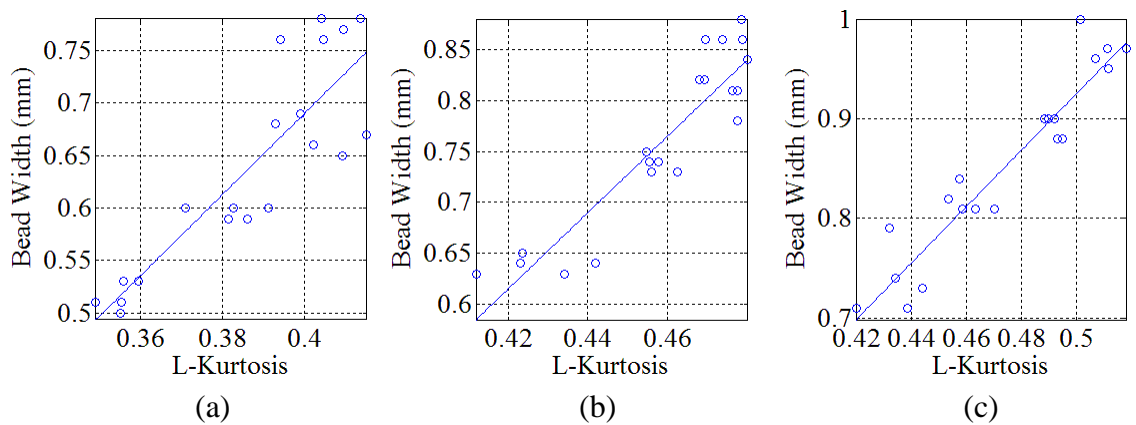 0.75
0.7
0.65
0.6
0.55
0.5
Bead Width (mm)
0.36 0.38 0.4
L-Kurtosis
(a)
0.85
0.8
0.75
0.7
0.65
0.6
Bead Width (mm)
0.42 0.44 0.46
L-Kurtosis
(b)
1
0.9
0.8
0.7
Bead Width (mm)
0.42 0.44 0.46 0.48 0.5
L-Kurtosis
(c)